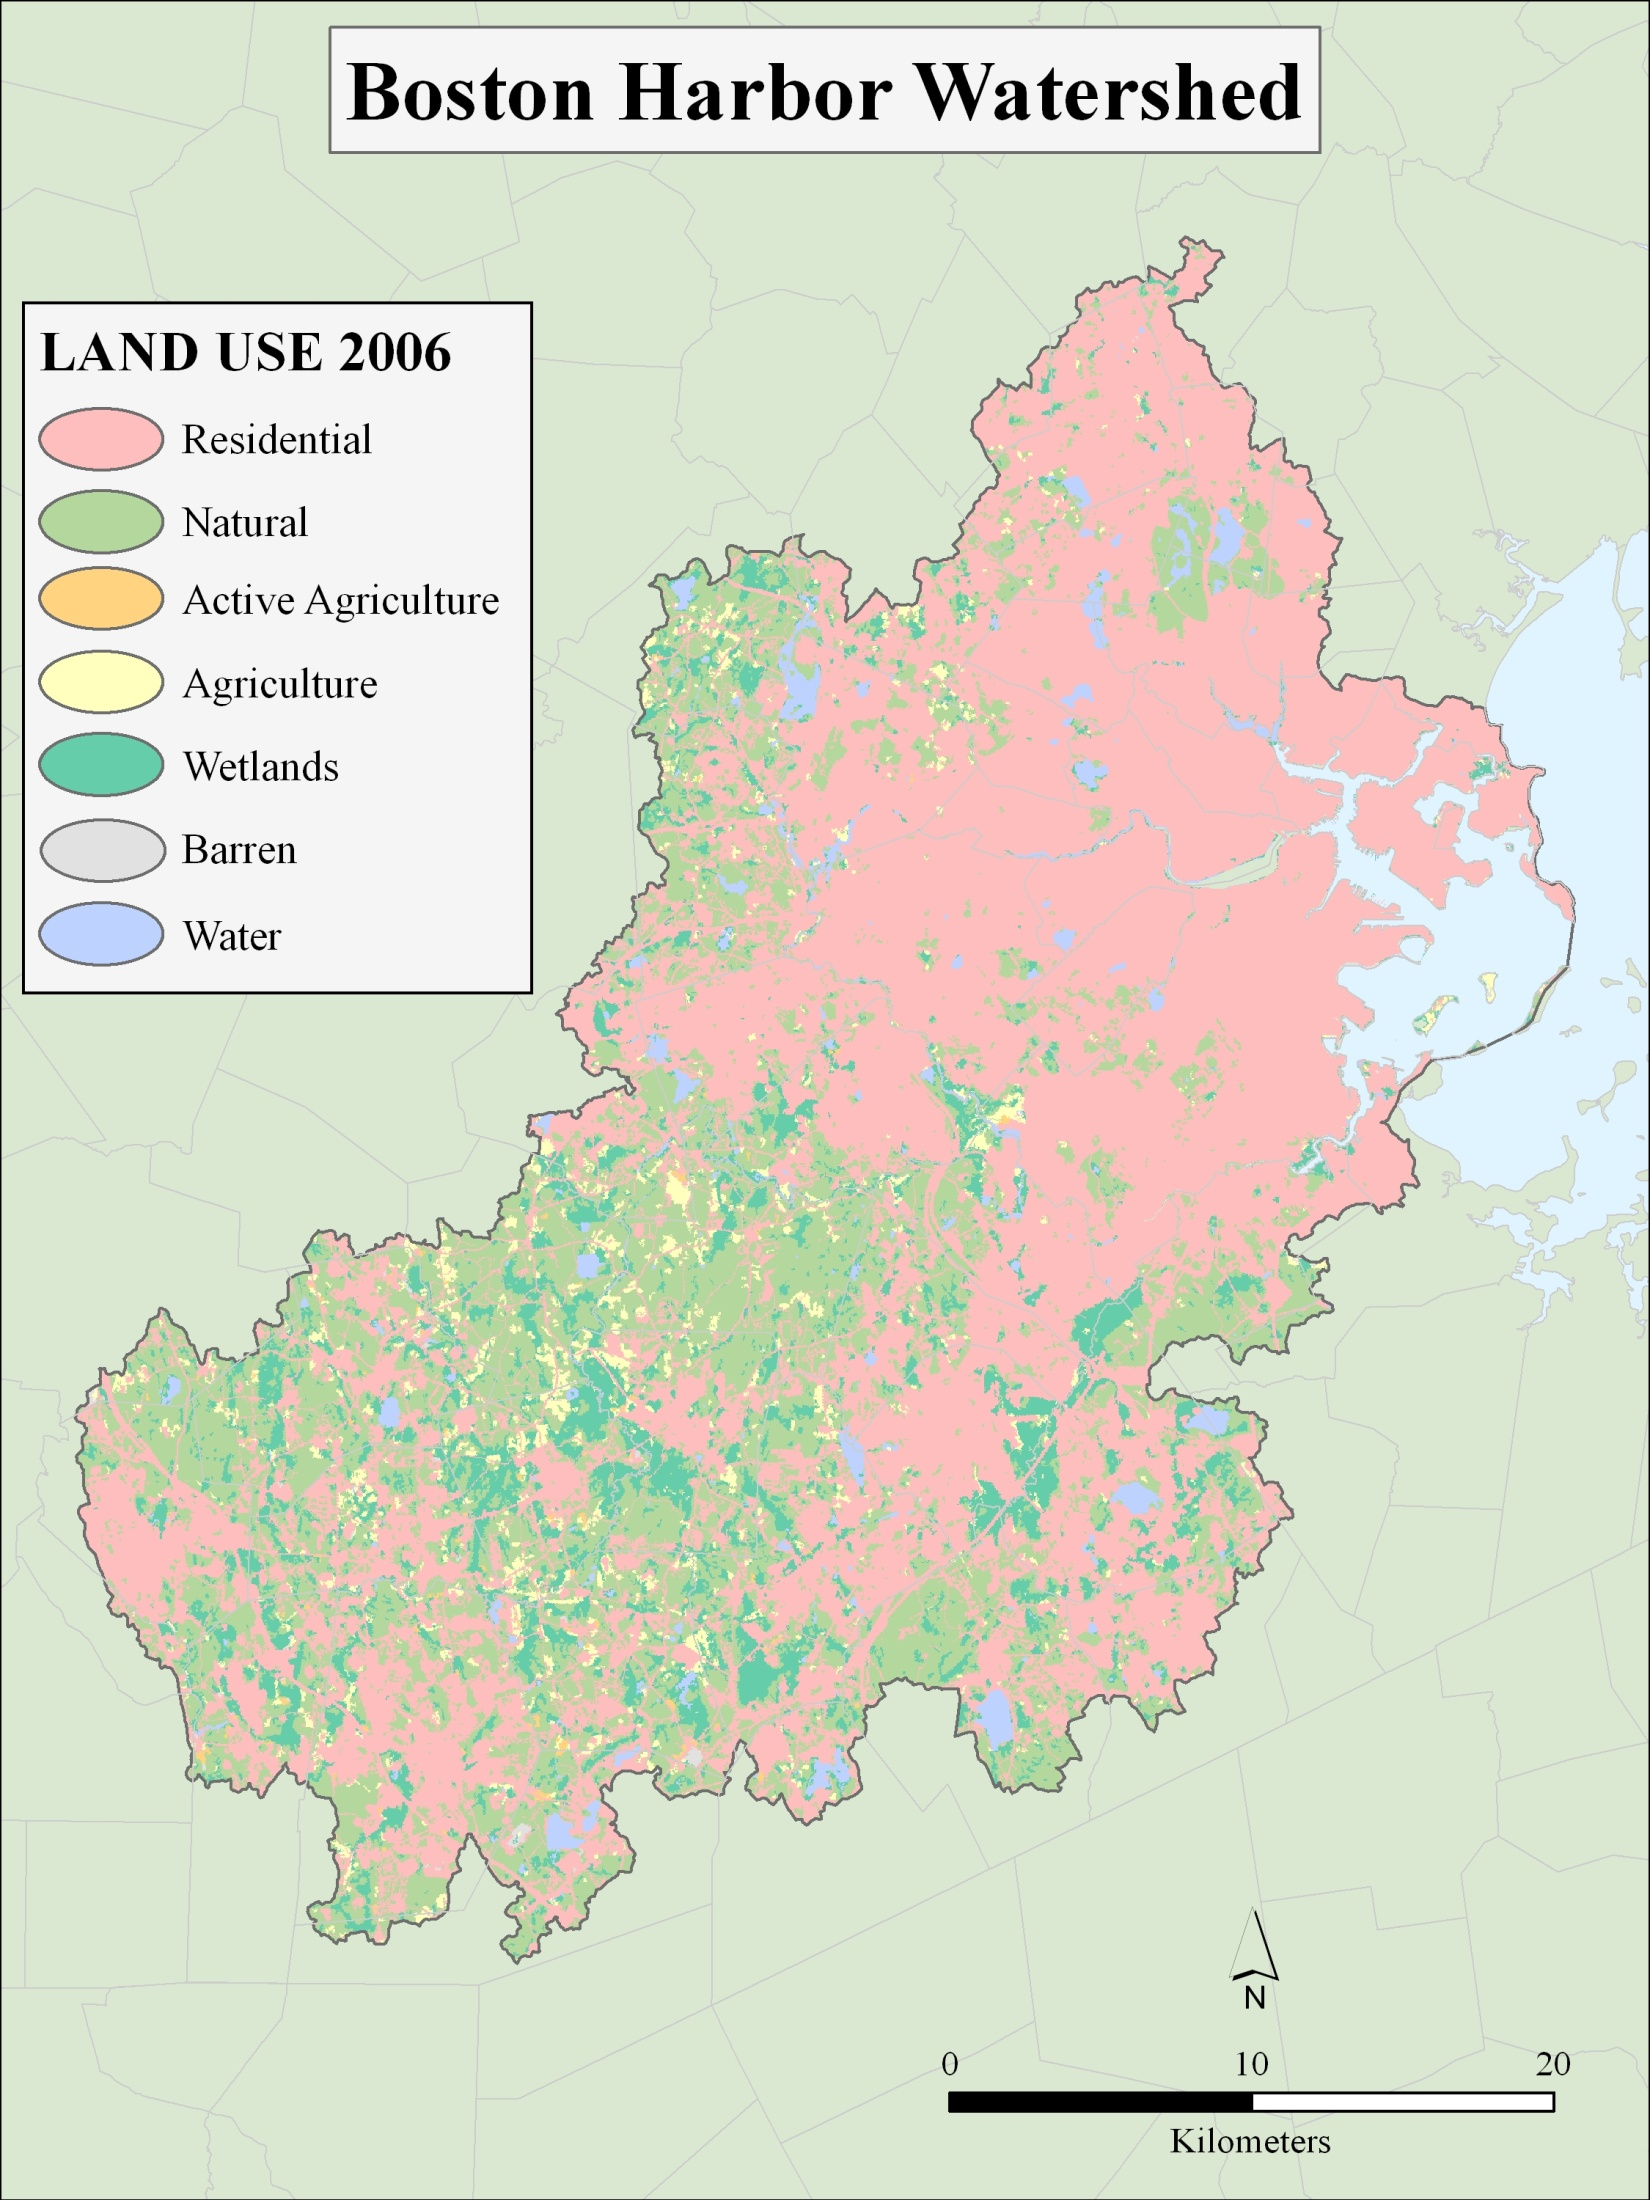 Boston Harbor Watershed
LAND USE 2006
Residential
Natural
Active Agriculture
Agriculture
Wetlands
Barren
Water
N
0 10 20
Kilometers